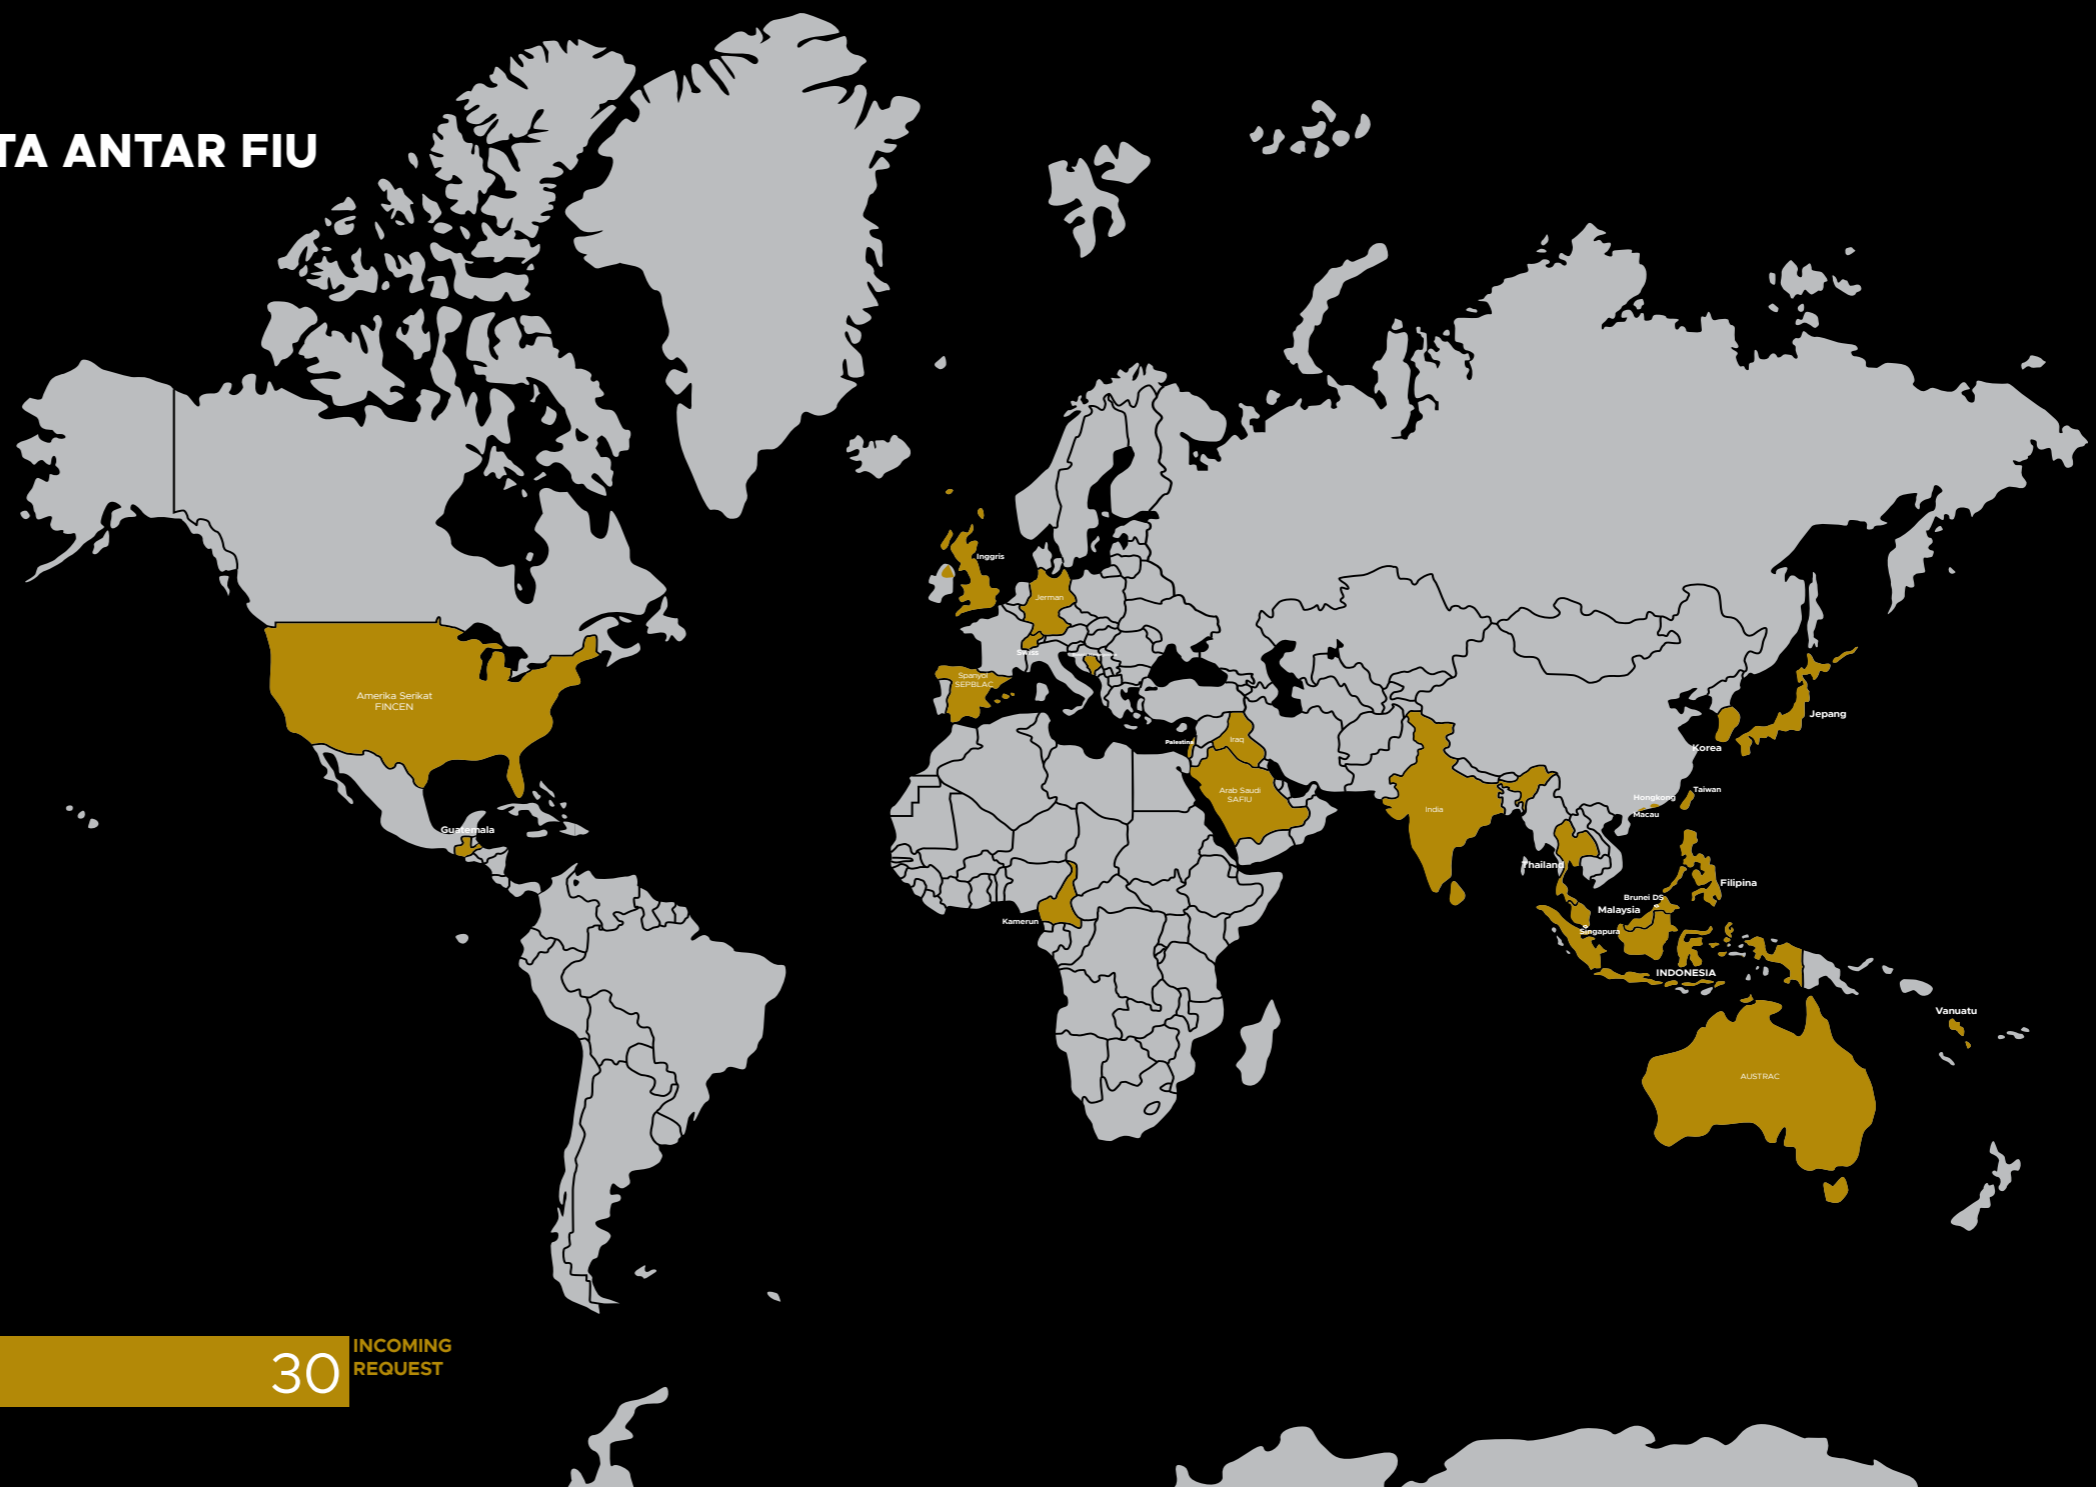 TA ANTAR FIU
Inggris
Jerman
Swiss
Spanyol
SEPBLAC
Amerika Serikat
FINCEN
Jepang
Korea
Palestina
Iraq
Arab Saudi
SAFIU
India
Taiwan
Hongkong
Macau
Guatemala
Thailand
Filipina
Brunei DS
Malaysia
Kamerun
Singapura
INDONESIA
Vanuatu
AUSTRAC
30
INCOMING
REQUEST